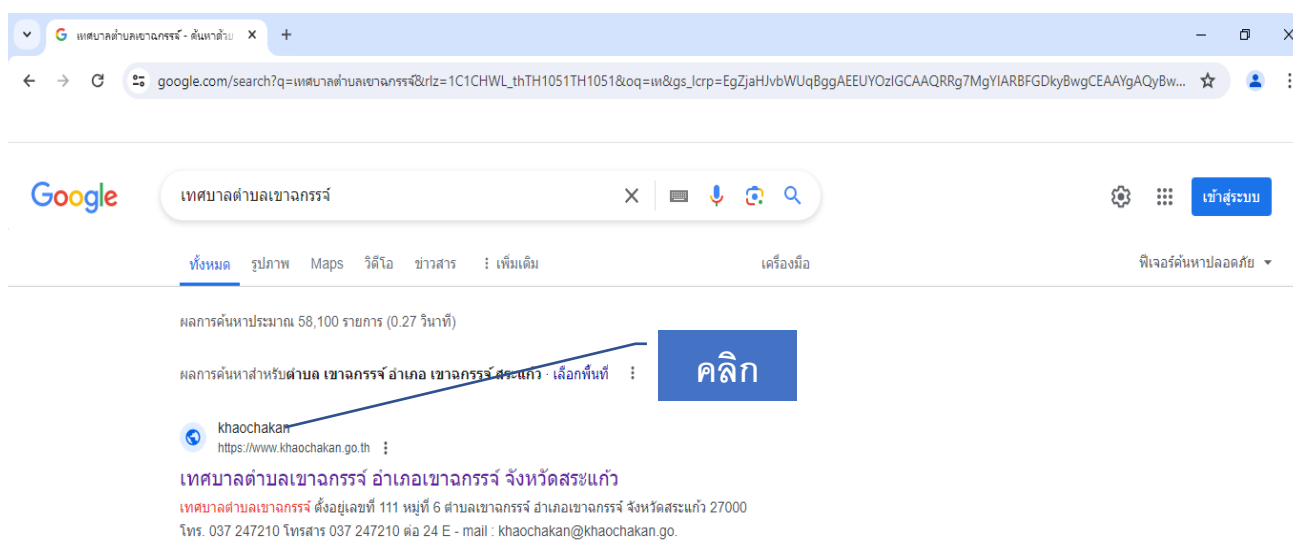 เทศบาลตำบลเขาฉกรรจ์ - ค้นหาด้วย
google.com/search?q=เทศบาลตำบลเขาฉกรรจ์&rlz=1C1CHWL_thTH1051TH1051&oq=เท&gs_lcrp=EgZjaHJvbWUqBggAEEUYOzIGCAAQRRg7MgYIARBFGDkyBwgCEAAYgAQyBw...
Google เทศบาลตำบลเขาฉกรรจ์ เข้าสู่ระบบ
ทั้งหมด รูปภาพ Maps วิดีโอ ข่าวสาร : เพิ่มเติม เครื่องมือ ฟีเจอร์ค้นหาปลอดภัย
ผลการค้นหาประมาณ 58,100 รายการ (0.27 วินาที)
คลิก
ผลการค้นหาสำหรับตำบล เขาฉกรรจ์ อำเภอ เขาฉกรรจ์ สระแก้ว · เลือกพื้นที่
khaochakan
https://www.khaochakan.go.th
เทศบาลตำบลเขาฉกรรจ์ อำเภอเขาฉกรรจ์ จังหวัดสระแก้ว
เทศบาลตำบลเขาฉกรรจ์ ตั้งอยู่เลขที่ 111 หมู่ที่ 6 ตำบลเขาฉกรรจ์ อำเภอเขาฉกรรจ์ จังหวัดสระแก้ว 27000
โทร. 037 247210 โทรสาร 037 247210 ต่อ 24 E - mail : khaochakan@khaochakan.go.